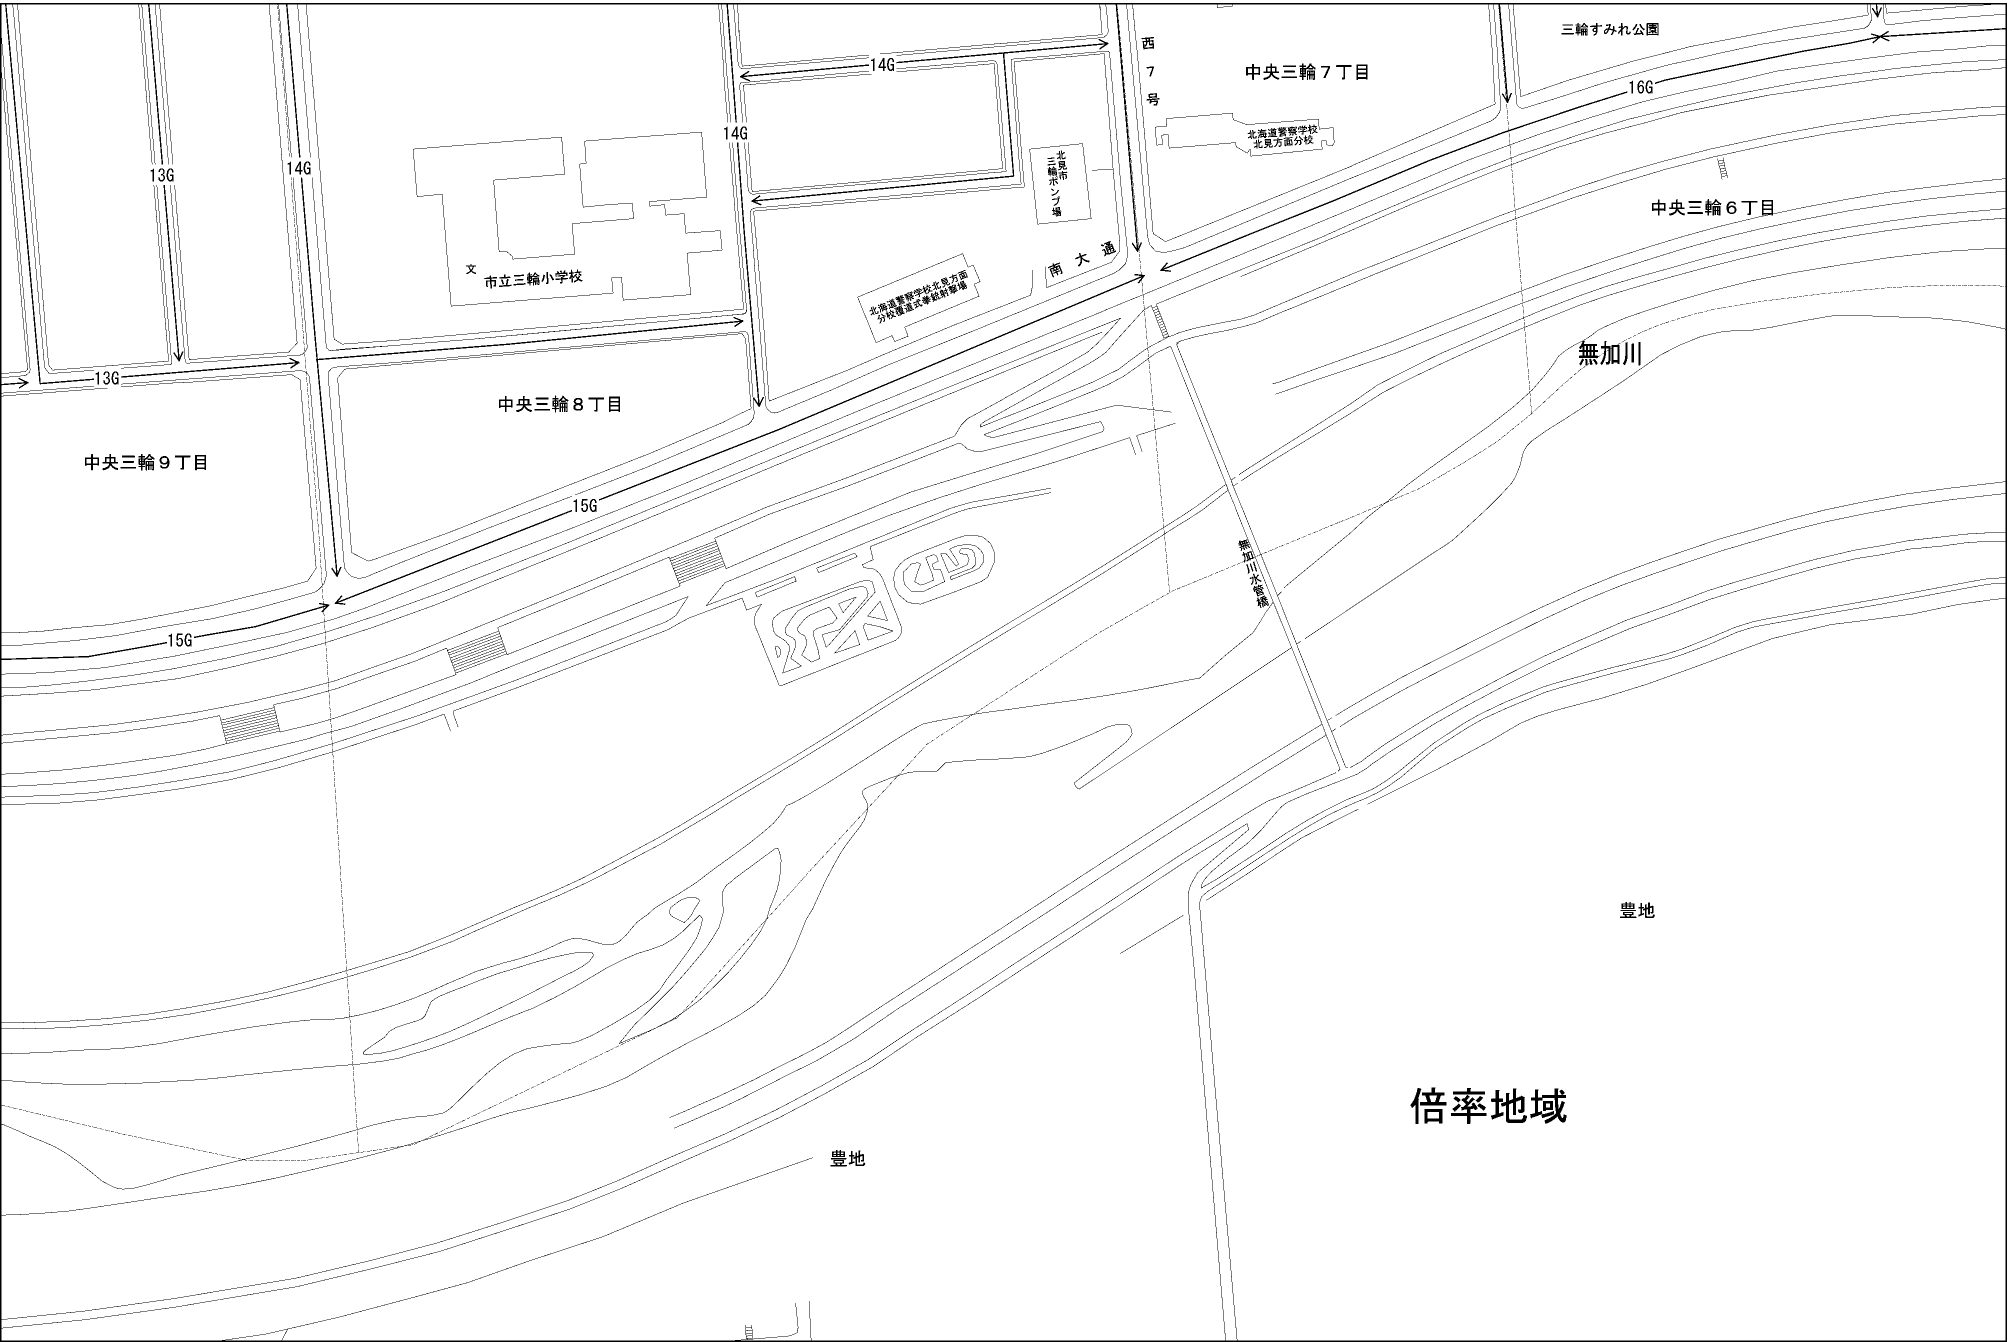 三輪すみれ公園
西7号
14G
中央三輪７丁目
16G
北海道警察学校
北見方面分校
14G
13G
14G
北見市
三輪ポンプ場
中央三輪６丁目
南大通
文
市立三輪小学校
北海道警察学校北見方面
分校覆道式拳銃射撃場
無加川
13G
中央三輪８丁目
中央三輪９丁目
15G
無加川水管橋
15G
豊地
倍率地域
豊地